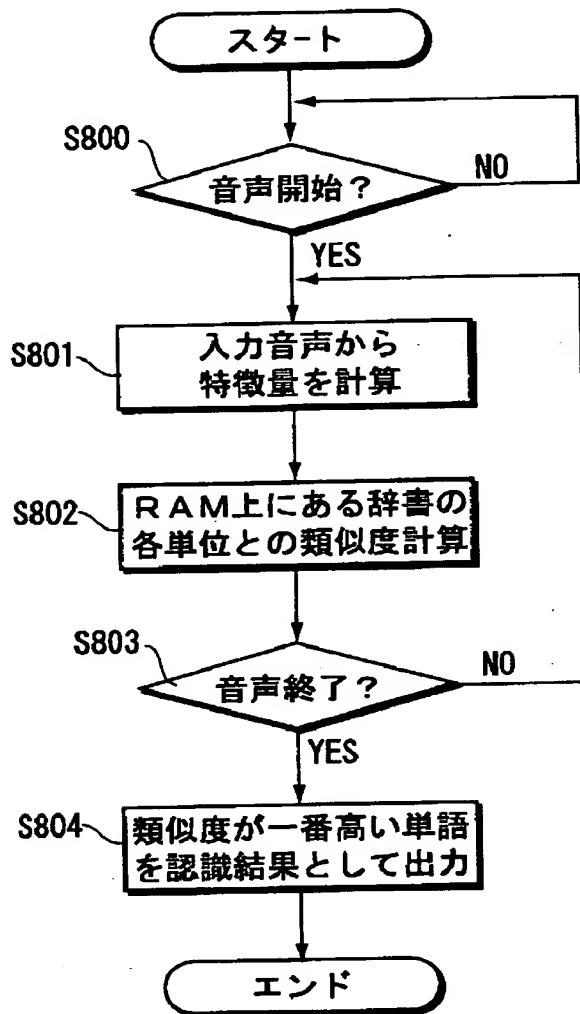 スタート
S800
音声開始?
NO
YES
S801
入力音声から
特徴量を計算
S802
RAM上にある辞書の
各単位との類似度計算
S803
音声終了?
NO
YES
S804
類似度が一番高い単語
を認識結果として出力
エンド